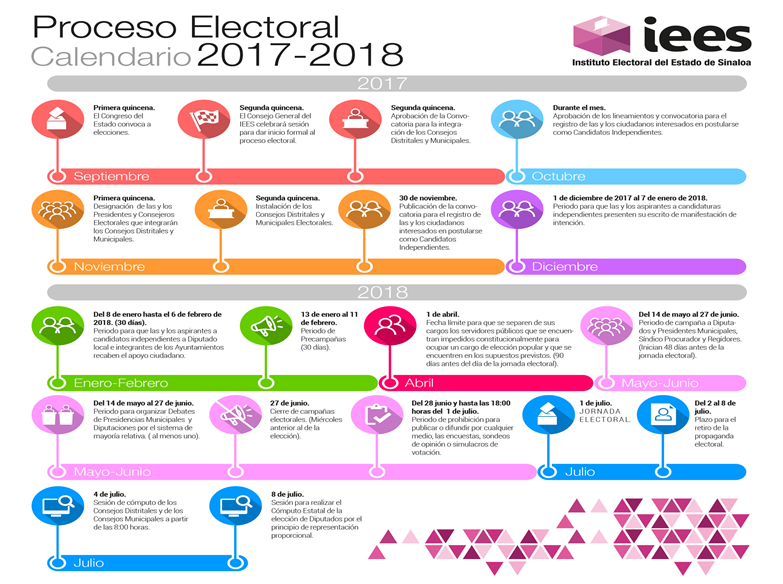 Proceso Electoral
Calendario 2017-2018
iees
Instituto Electoral del Estado de Sinaloa
2017
Primera quincena.
El Congreso del
Estado convoca a
elecciones.
Segunda quincena.
El Consejo General del
IEES celebrará sesión
para dar inicio formal al
proceso electoral.
Segunda quincena.
Aprobación de la Convo-
catoria para la integra-
ción de los Consejos
Distritales y Municipales.
Durante el mes.
Aprobación de los lineamientos y convocatoria para el
registro de las y los ciudadanos interesados en postularse
como Candidatos Independientes.
Septiembre
Octubre
Primera quincena.
Designación de las y los
Presidentes y Consejeros
Electorales que integrarán
los Consejos Distritales y
Municipales.
Segunda quincena.
Instalación de los
Consejos Distritales y
Municipales Electorales.
30 de noviembre.
Publicación de la convo-
catoria para el registro de
las y los ciudadanos
interesados en postularse
como Candidatos
Independientes.
1 de diciembre de 2017 al 7 de enero de 2018.
Periodo para que las y los aspirantes a candidaturas
independientes presenten su escrito de manifestación de
intención.
Noviembre
Diciembre
2018
Del 8 de enero hasta el 6 de febrero de
2018. (30 días).
Periodo para que las y los aspirantes a
candidatos independientes a Diputado
local e integrantes de los Ayuntamientos
recaben el apoyo ciudadano.
13 de enero al 11
de febrero.
Periodo de
Precampañas
(30 días).
1 de abril.
Fecha límite para que se separen de sus
cargos los servidores públicos que se encuen-
tran impedidos constitucionalmente para
ocupar un cargo de elección popular y que se
encuentren en los supuestos previstos. (90
días antes del día de la jornada electoral).
Del 14 de mayo al 27 de junio.
Periodo de campaña a Diputa-
dos y Presidentes Municipales,
Síndico Procurador y Regidores.
(Inician 48 días antes de la
jornada electoral).
Enero-Febrero
Abril
Mayo-Junio
Del 14 de mayo al 27 de junio.
Periodo para organizar Debates
de Presidencias Municipales y
Diputaciones por el sistema de
mayoría relativa. ( al menos uno).
27 de junio.
Cierre de campañas
electorales. (Miércoles
anterior al de la
elección).
Del 28 junio y hasta las 18:00
horas del 1 de julio.
Periodo de prohibición para
publicar o difundir por cualquier
medio, las encuestas, sondeos
de opinión o simulacros de
votación.
1 de julio.
JORNADA
ELECTORAL.
Del 2 al 8 de
julio.
Plazo para el
retiro de la
propaganda
electoral.
Mayo-Junio
Julio
4 de julio.
Sesión de cómputo de los
Consejos Distritales y de los
Consejos Municipales a partir
de las 8:00 horas.
8 de julio.
Sesión para realizar el
Cómputo Estatal de la
elección de Diputados por el
principio de representación
proporcional.
Julio